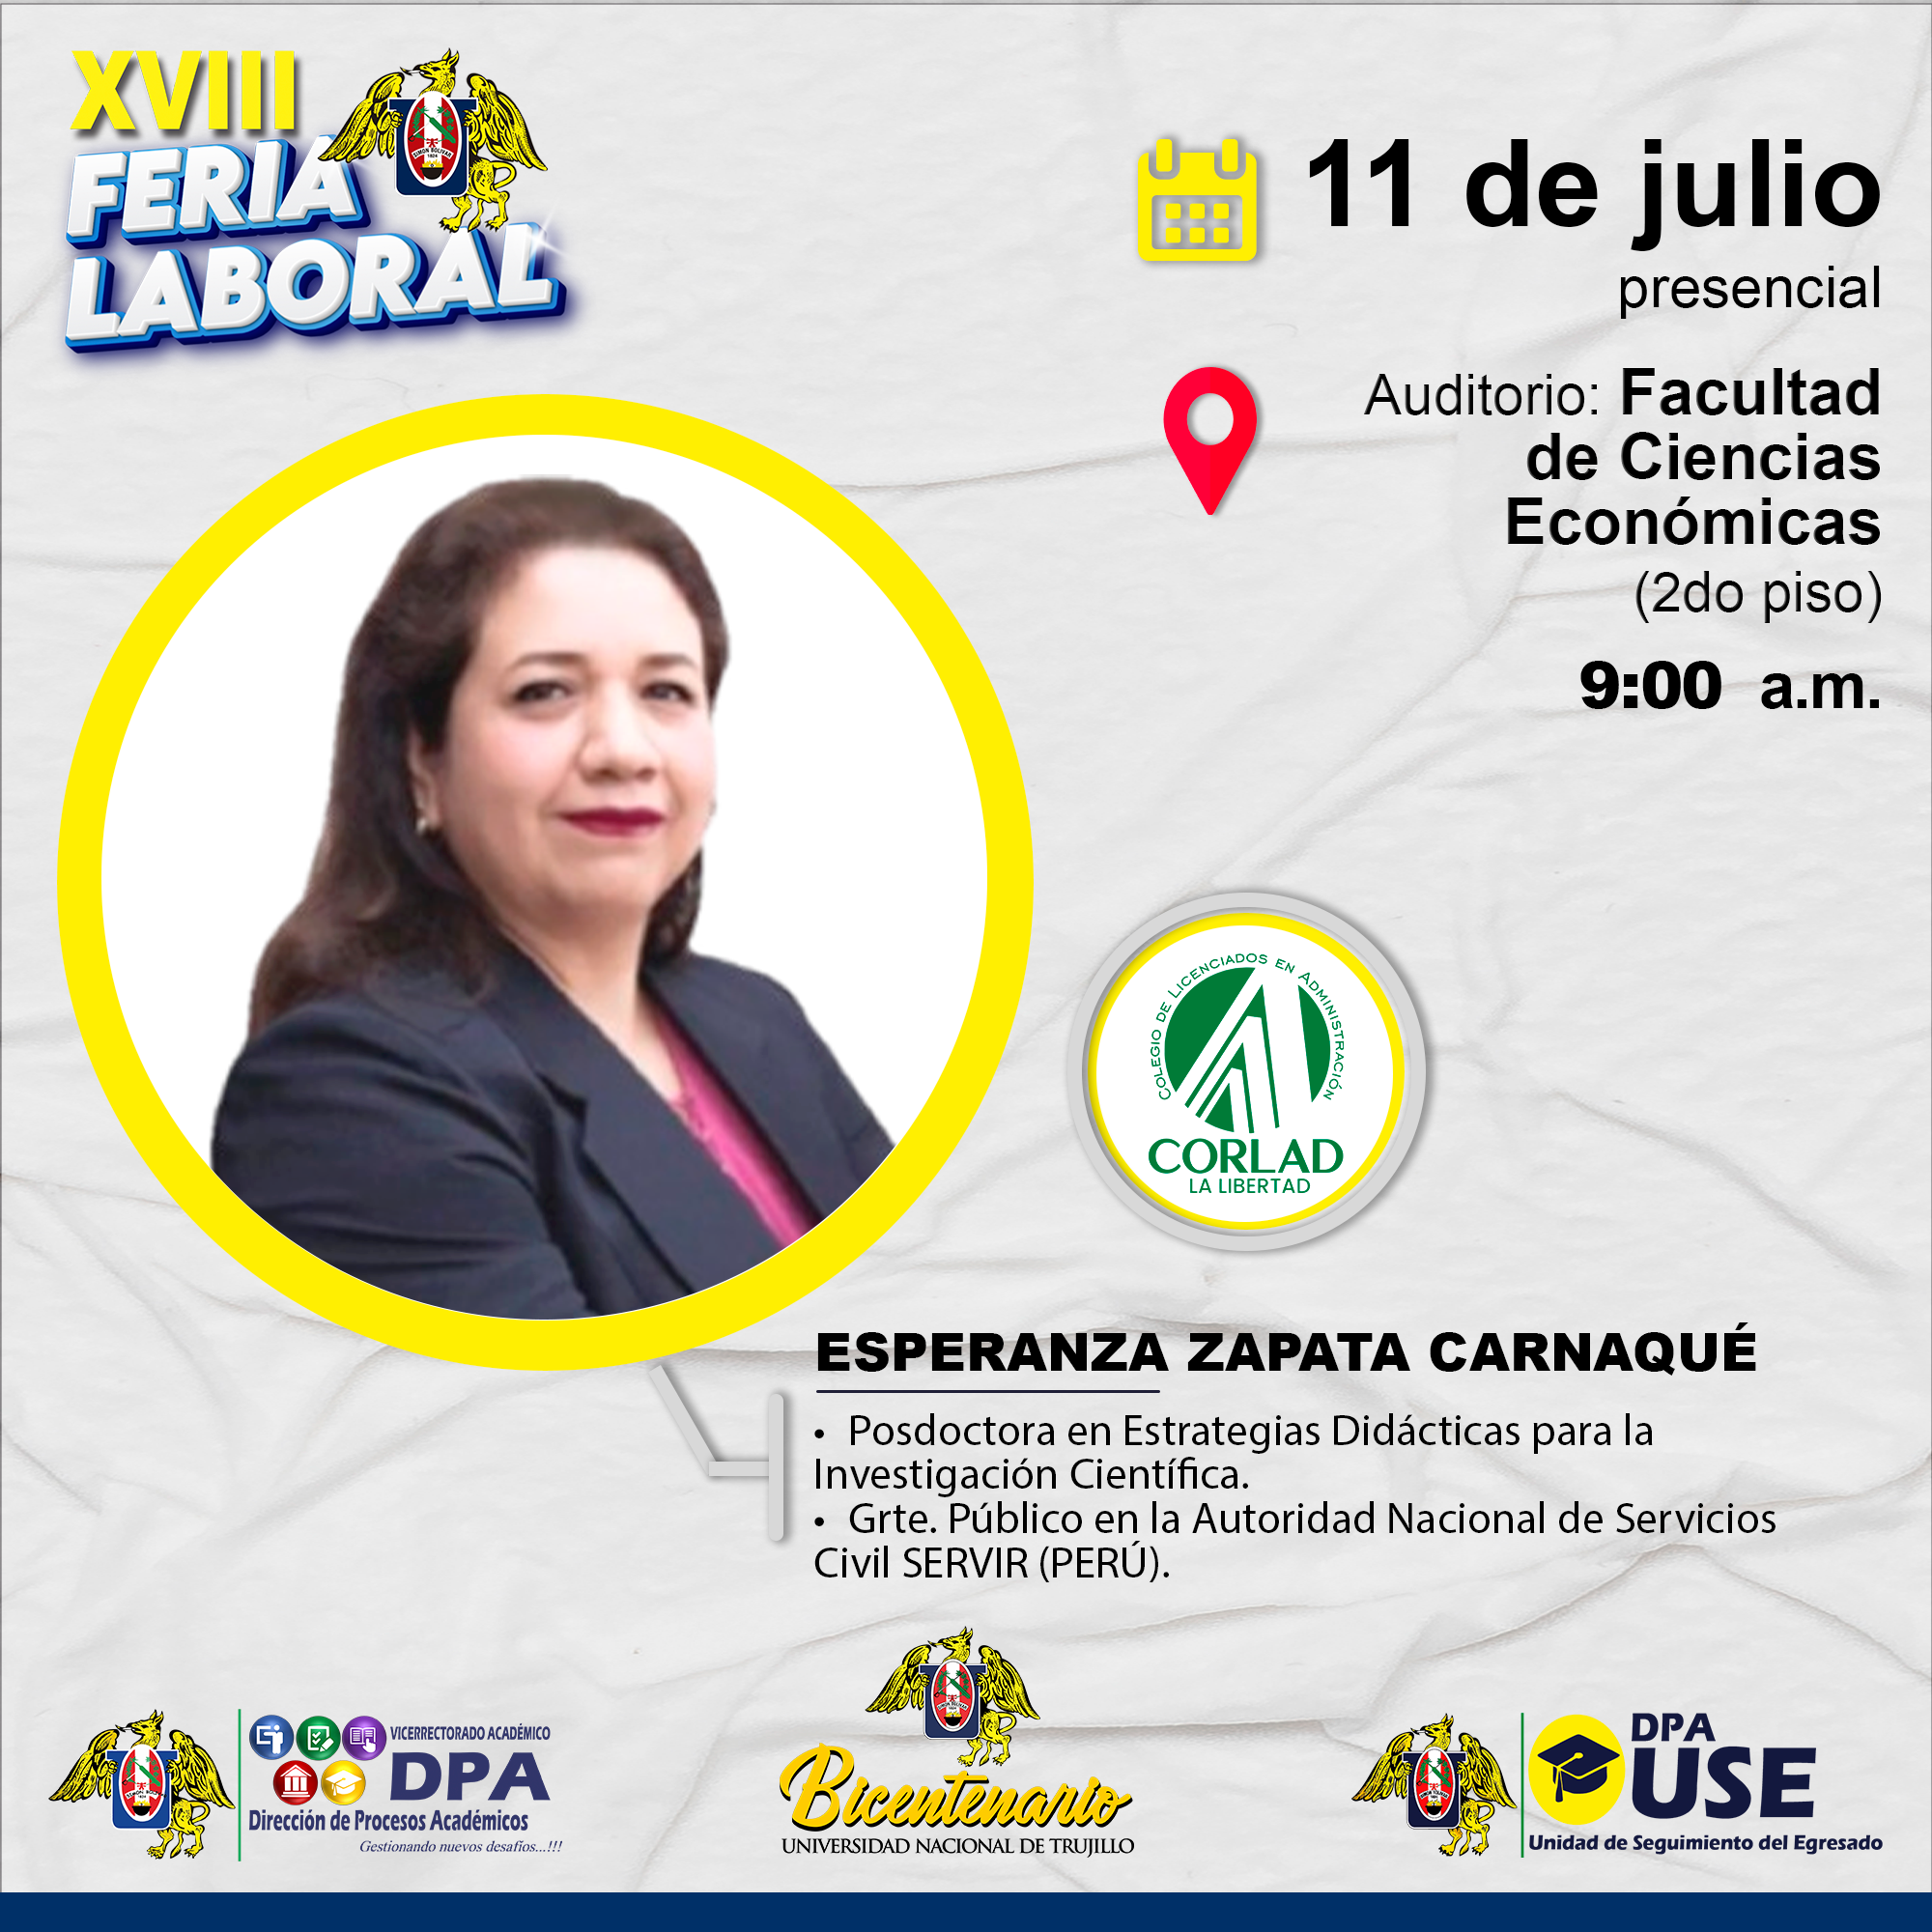 XVIII
FERIA
LABORAL
SIMON BOLIVAR
1824
11 de julio
presencial
Auditorio: Facultad
de Ciencias
Económicas
(2do piso)
9:00 a.m.
COLEGIO DE LICENCIADOS EN ADMINISTRACIÓN
CORLAD
LA LIBERTAD
ESPERANZA ZAPATA CARNAQUÉ
• Posdoctora en Estrategias Didácticas para la
Investigación Científica.
• Grte. Público en la Autoridad Nacional de Servicios
Civil SERVIR (PERÚ).
VICERRECTORADO ACADÉMICO
DPA
Dirección de Procesos Académicos
Gestionando nuevos desafíos...!!!
Bicentenario
UNIVERSIDAD NACIONAL DE TRUJILLO
DPA
USE
Unidad de Seguimiento del Egresado